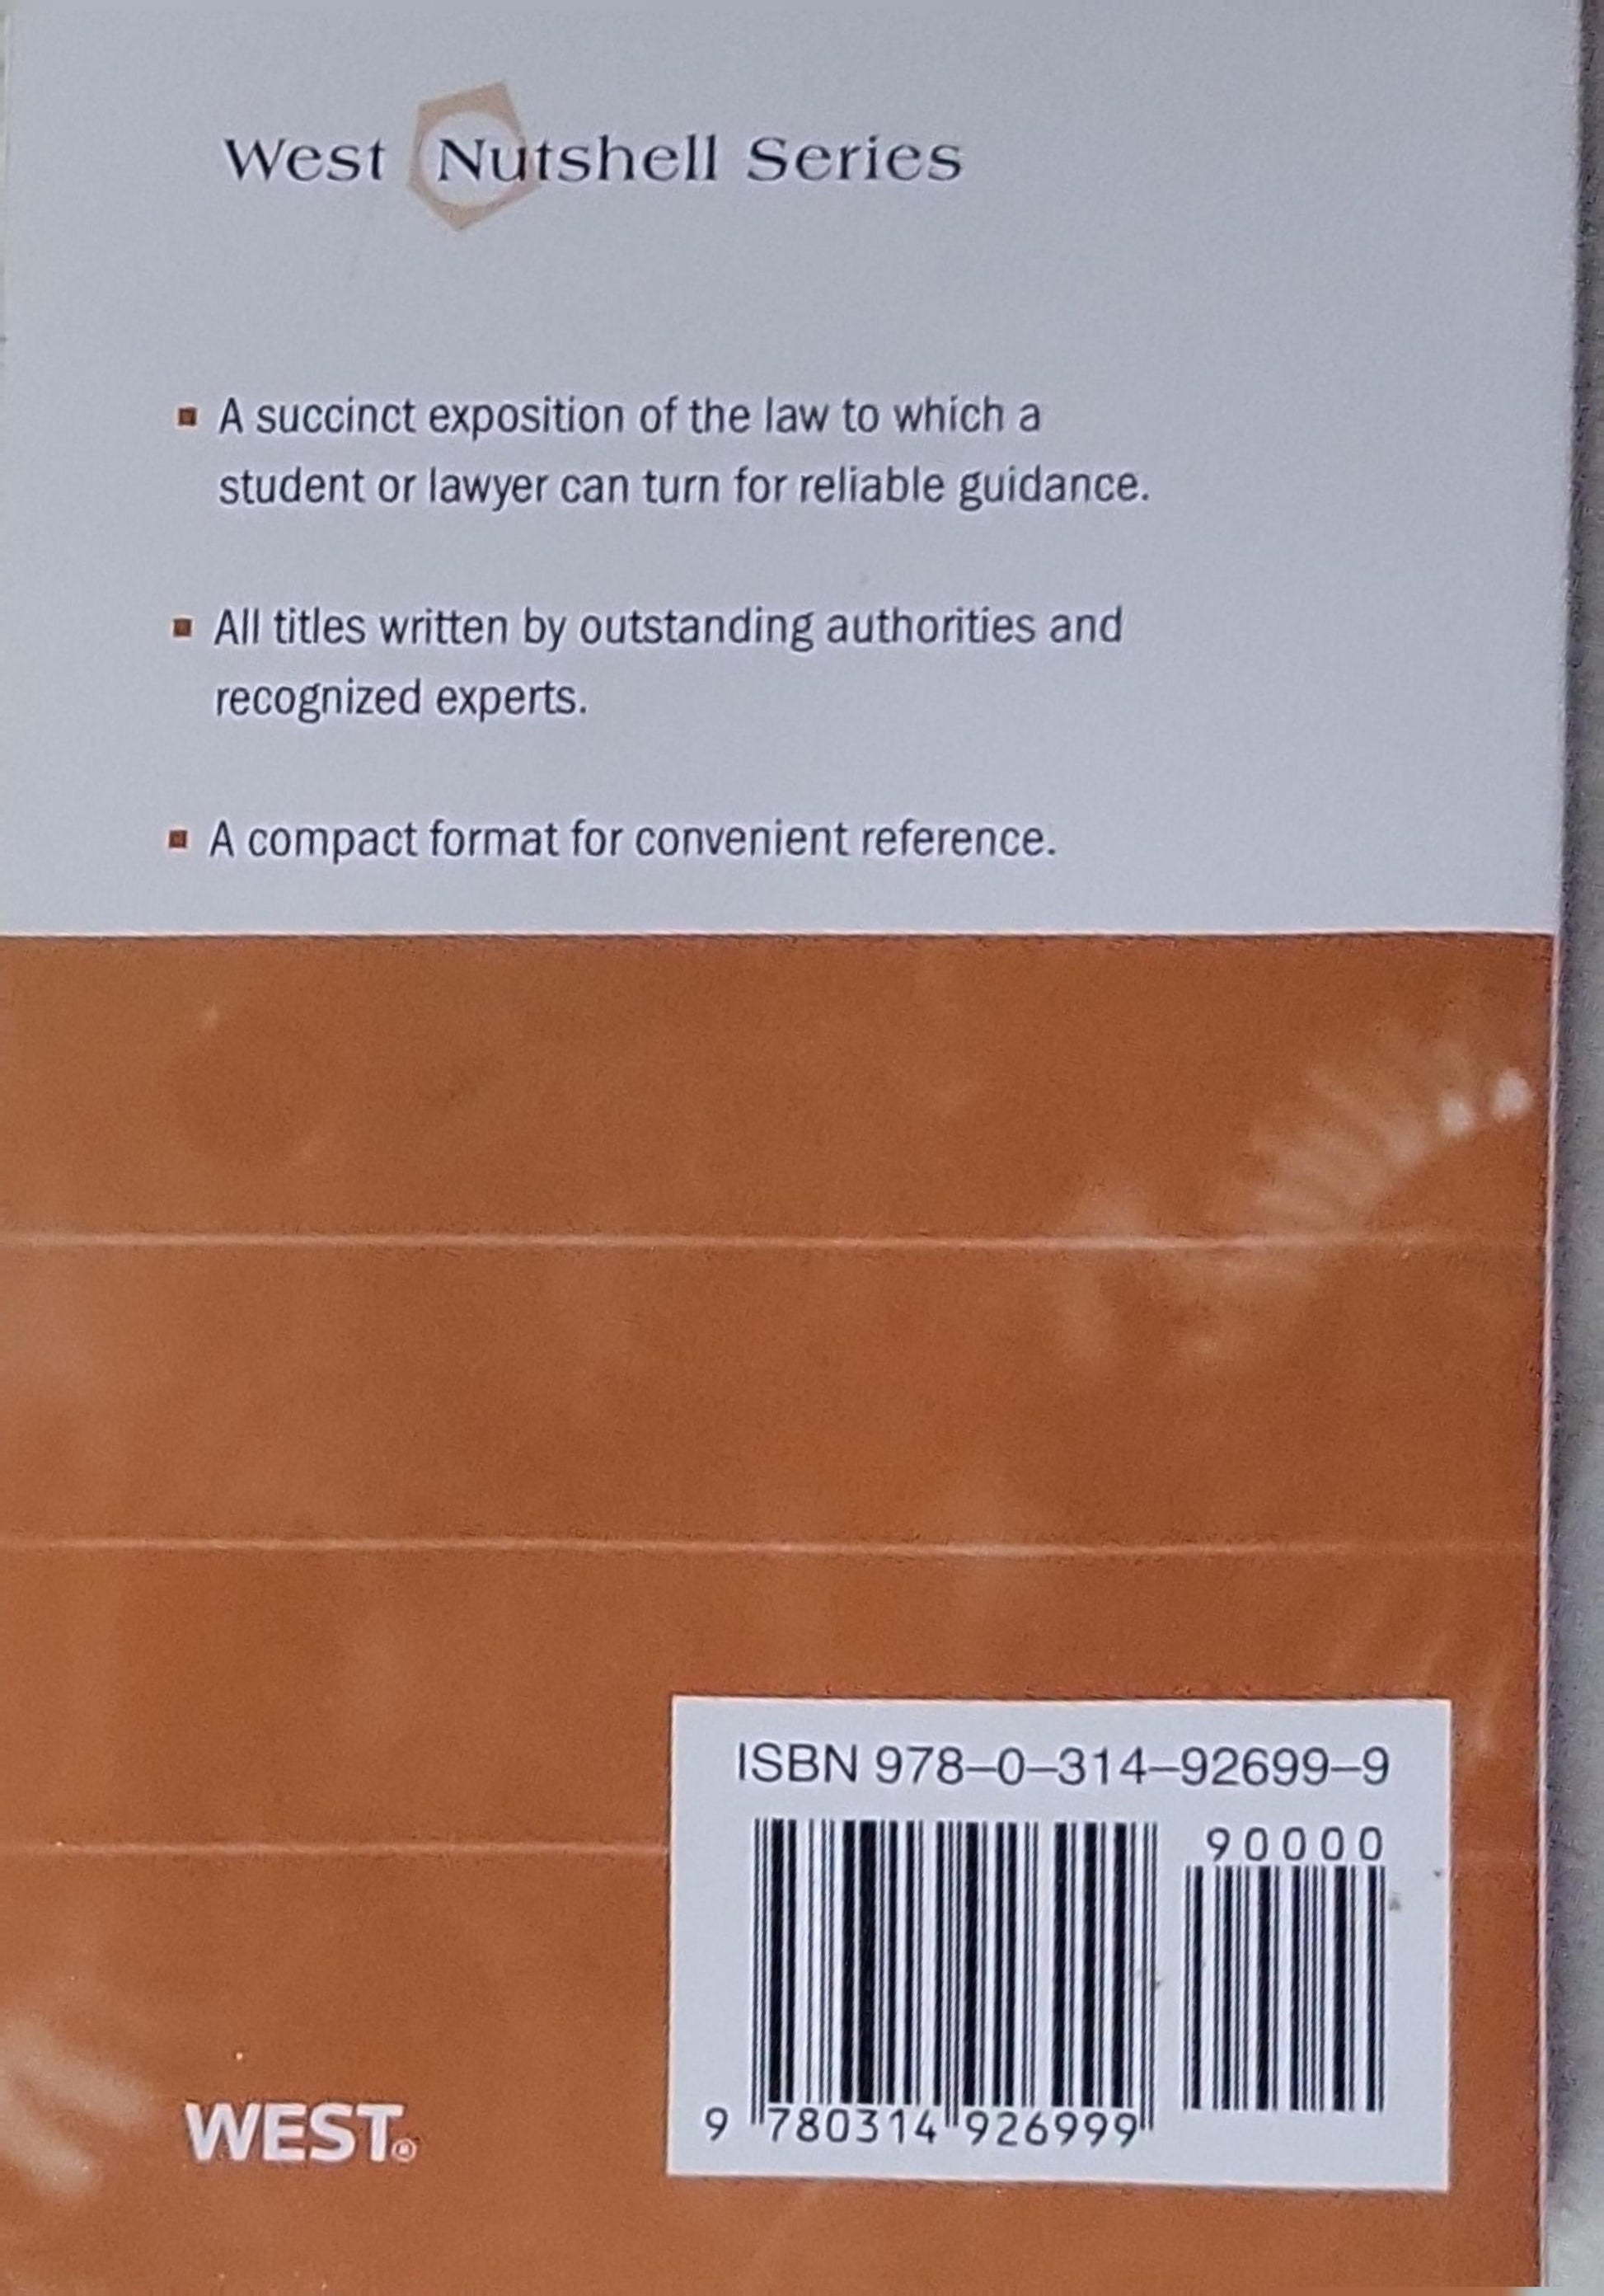 West Nutshell Series
▪ A succinct exposition of the law to which a
student or lawyer can turn for reliable guidance.
▪ All titles written by outstanding authorities and
recognized experts.
▪ A compact format for convenient reference.
ISBN 978–0–314–92699–9
90000
9 780314 926999
WEST®